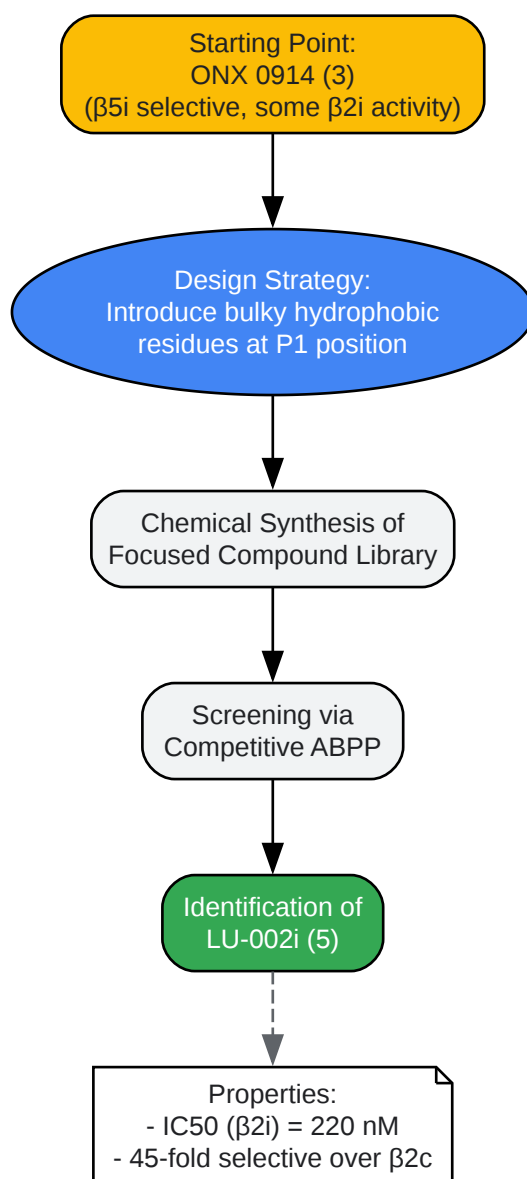 Starting Point:
ONX 0914 (3)
(β5i selective, some β2i activity)
Design Strategy:
Introduce bulky hydrophobic
residues at P1 position
Chemical Synthesis of
Focused Compound Library
Screening via
Competitive ABPP
Identification of
LU-002i (5)
Properties:
- IC50 (β2i) = 220 nM
- 45-fold selective over β2c